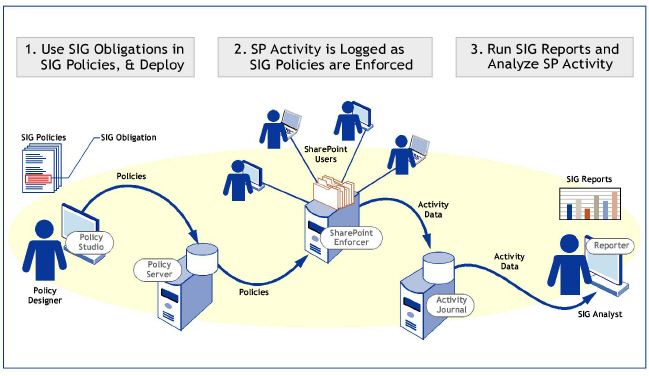 1. Use SIG Obligations in
SIG Policies, & Deploy
2. SP Activity is Logged as
SIG Policies are Enforced
3. Run SIG Reports and
Analyze SP Activity
SIG Policies
SIG Obligation
SharePoint
Users
SIG Reports
Policies
Policy
Studio
Policy
Designer
Policy
Server
Policies
SharePoint
Enforcer
Activity
Data
Activity
Journal
Activity
Data
Reporter
SIG Analyst